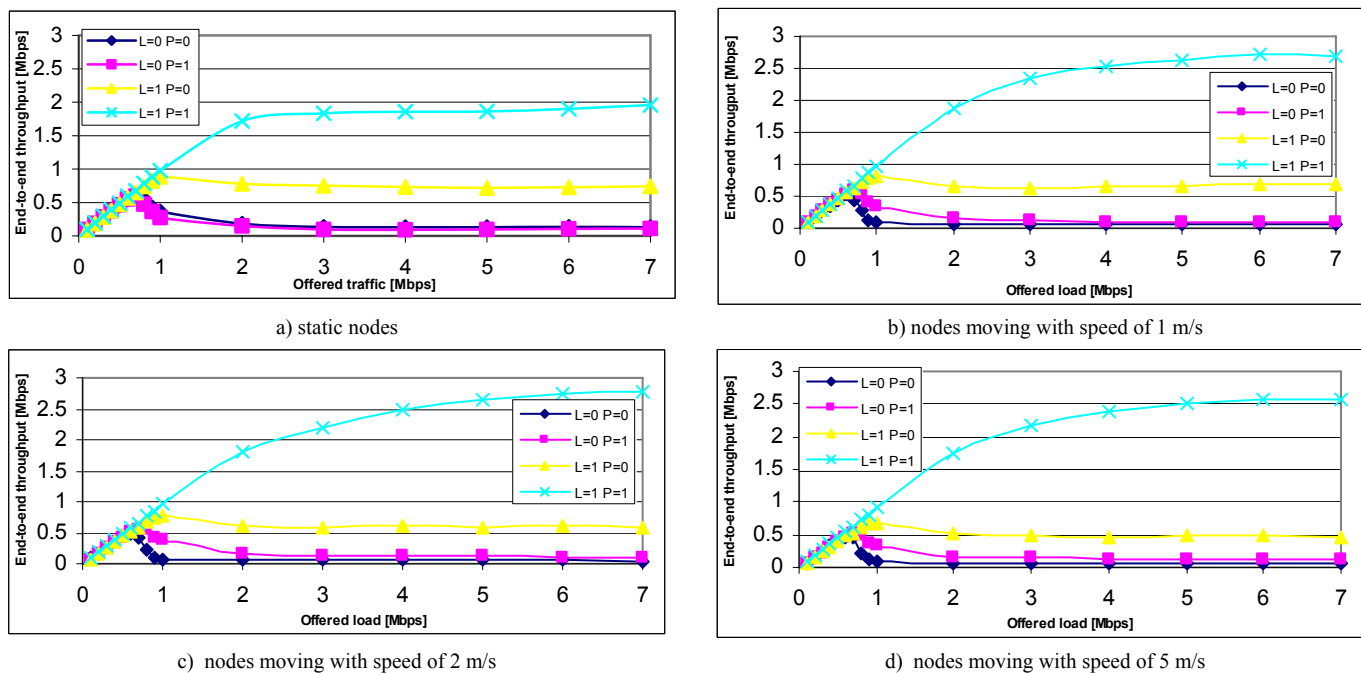 3
2.5
2
1.5
1
0.5
0
End-to-end throughput [Mbps]
L=0 P=0
L=0 P=1
L=1 P=0
L=1 P=1
0 1 2 3 4 5 6 7
Offered traffic [Mbps]
a) static nodes
3
2.5
2
1.5
1
0.5
0
End-to-end througput [Mbps]
L=0 P=0
L=0 P=1
L=1 P=0
L=1 P=1
0 1 2 3 4 5 6 7
Offered load [Mbps]
b) nodes moving with speed of 1 m/s
3
2.5
2
1.5
1
0.5
0
End-to-end throughput [Mbps]
L=0 P=0
L=0 P=1
L=1 P=0
L=1 P=1
0 1 2 3 4 5 6 7
Offered load [Mbps]
c) nodes moving with speed of 2 m/s
3
2.5
2
1.5
1
0.5
0
End-to-end throughput [Mbps]
L=0 P=0
L=0 P=1
L=1 P=0
L=1 P=1
0 1 2 3 4 5 6 7
Offered load [Mbps]
d) nodes moving with speed of 5 m/s